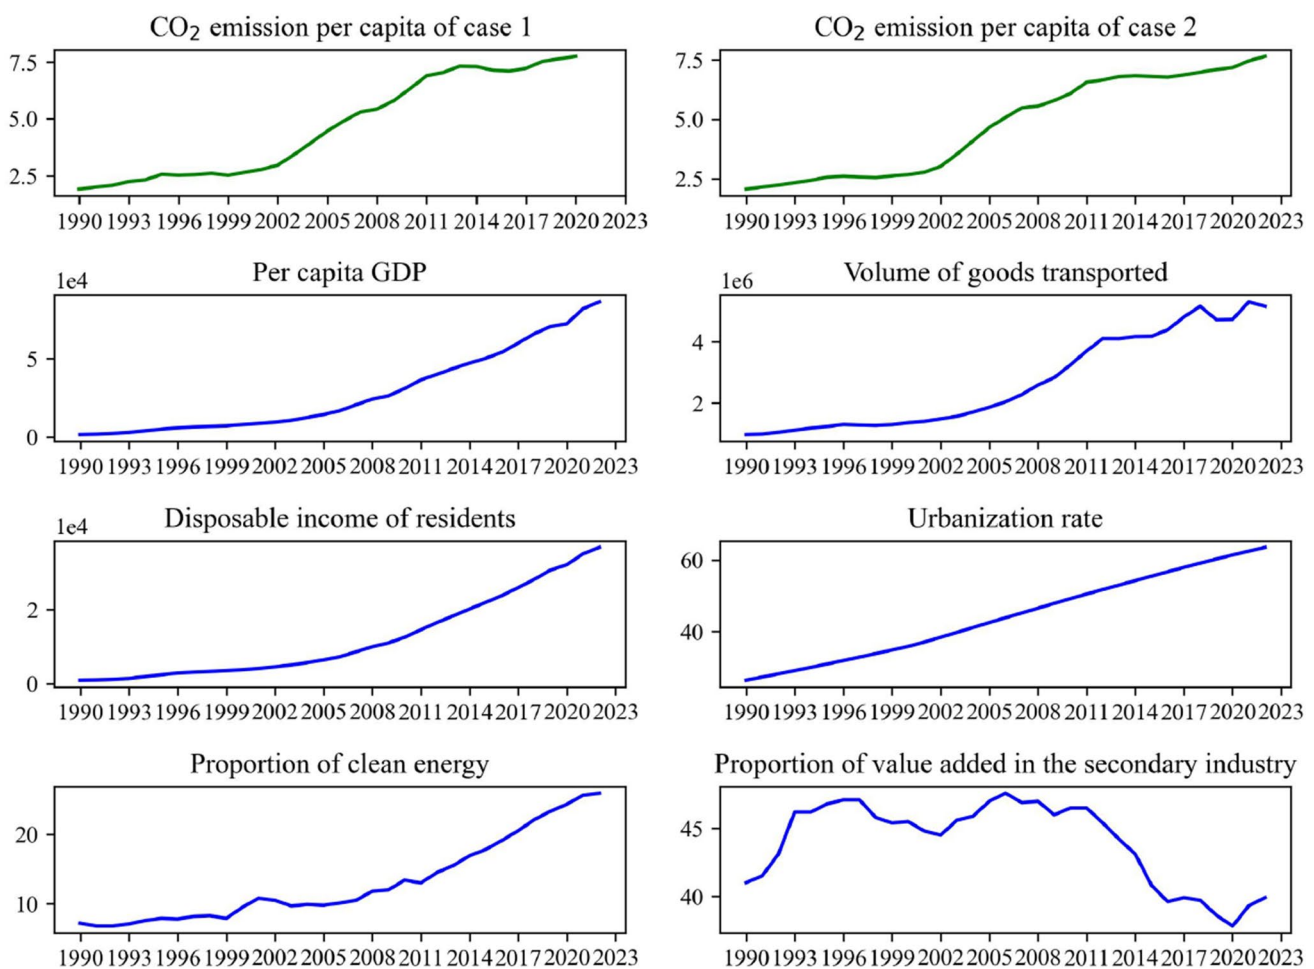 CO₂ emission per capita of case 1
7.5
5.0
2.5
1990 1993 1996 1999 2002 2005 2008 2011 2014 2017 2020 2023
CO₂ emission per capita of case 2
7.5
5.0
2.5
1990 1993 1996 1999 2002 2005 2008 2011 2014 2017 2020 2023
Per capita GDP
1e4
5
0
1990 1993 1996 1999 2002 2005 2008 2011 2014 2017 2020 2023
Volume of goods transported
1e6
4
2
1990 1993 1996 1999 2002 2005 2008 2011 2014 2017 2020 2023
Disposable income of residents
1e4
2
0
1990 1993 1996 1999 2002 2005 2008 2011 2014 2017 2020 2023
Urbanization rate
60
40
1990 1993 1996 1999 2002 2005 2008 2011 2014 2017 2020 2023
Proportion of clean energy
20
10
1990 1993 1996 1999 2002 2005 2008 2011 2014 2017 2020 2023
Proportion of value added in the secondary industry
45
40
1990 1993 1996 1999 2002 2005 2008 2011 2014 2017 2020 2023